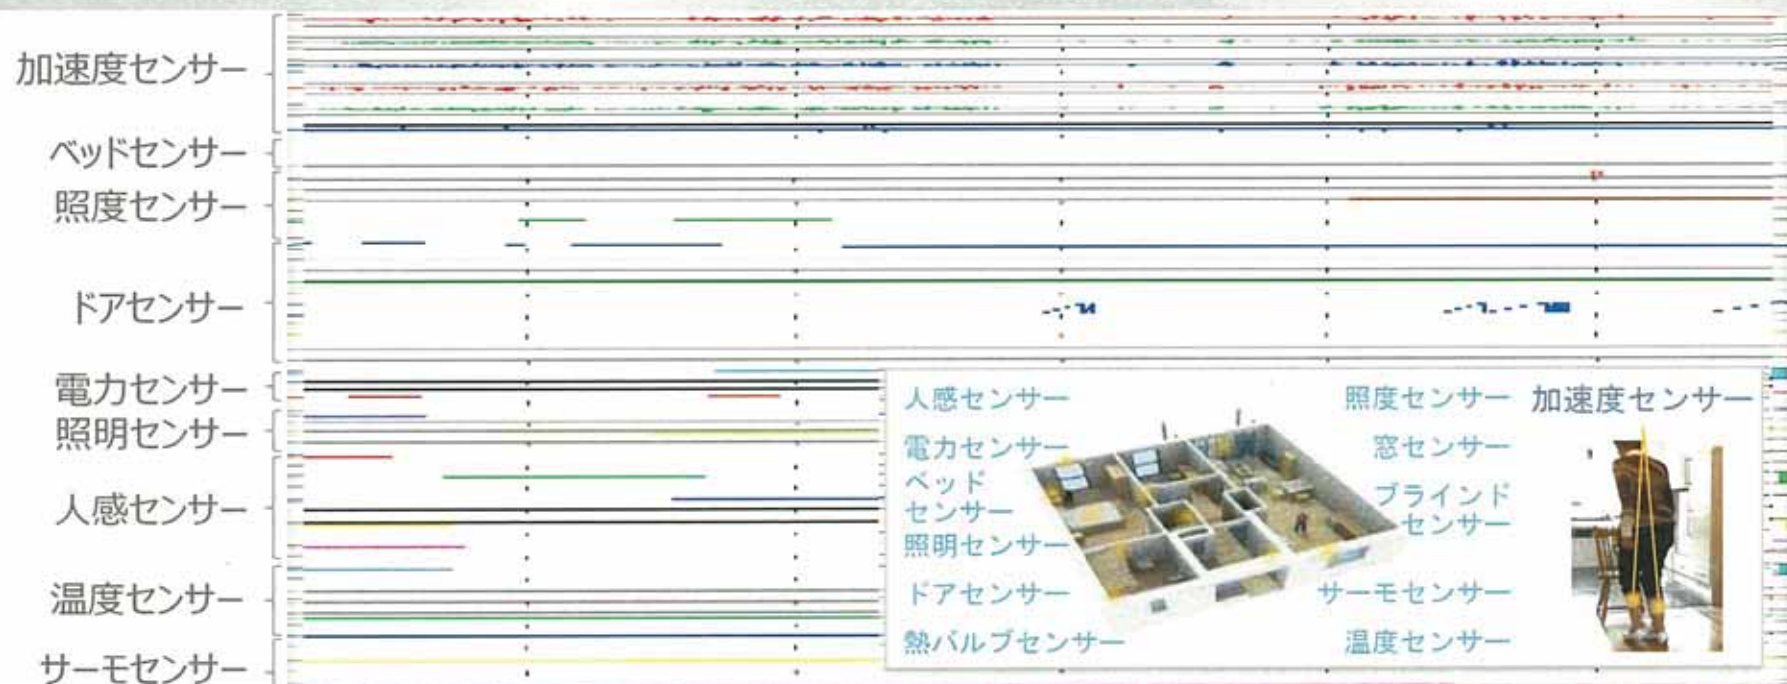 加速度センサー
ベッドセンサー
照度センサー
ドアセンサー
電力センサー
照明センサー
人感センサー
温度センサー
サーモセンサー
人感センサー
電力センサー
ベッド
センサー
照明センサー
ドアセンサー
熱バルブセンサー
照度センサー
窓センサー
ブラインド
センサー
サーモセンサー
温度センサー
加速度センサー